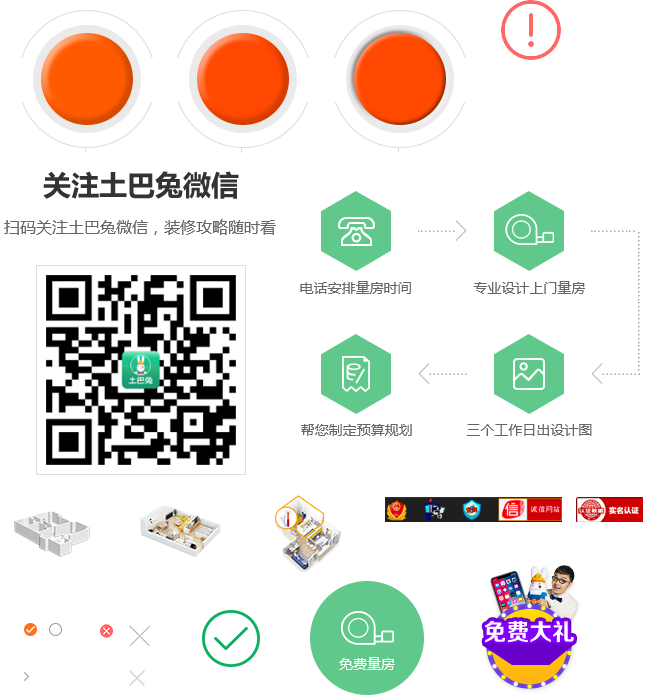 关注土巴兔微信
扫码关注土巴兔微信，装修攻略随时看
土巴兔
电话安排量房时间
专业设计上门量房
帮您制定预算规划
三个工作日出设计图
信
诚信网站
实名认证
免费量房
免费大礼